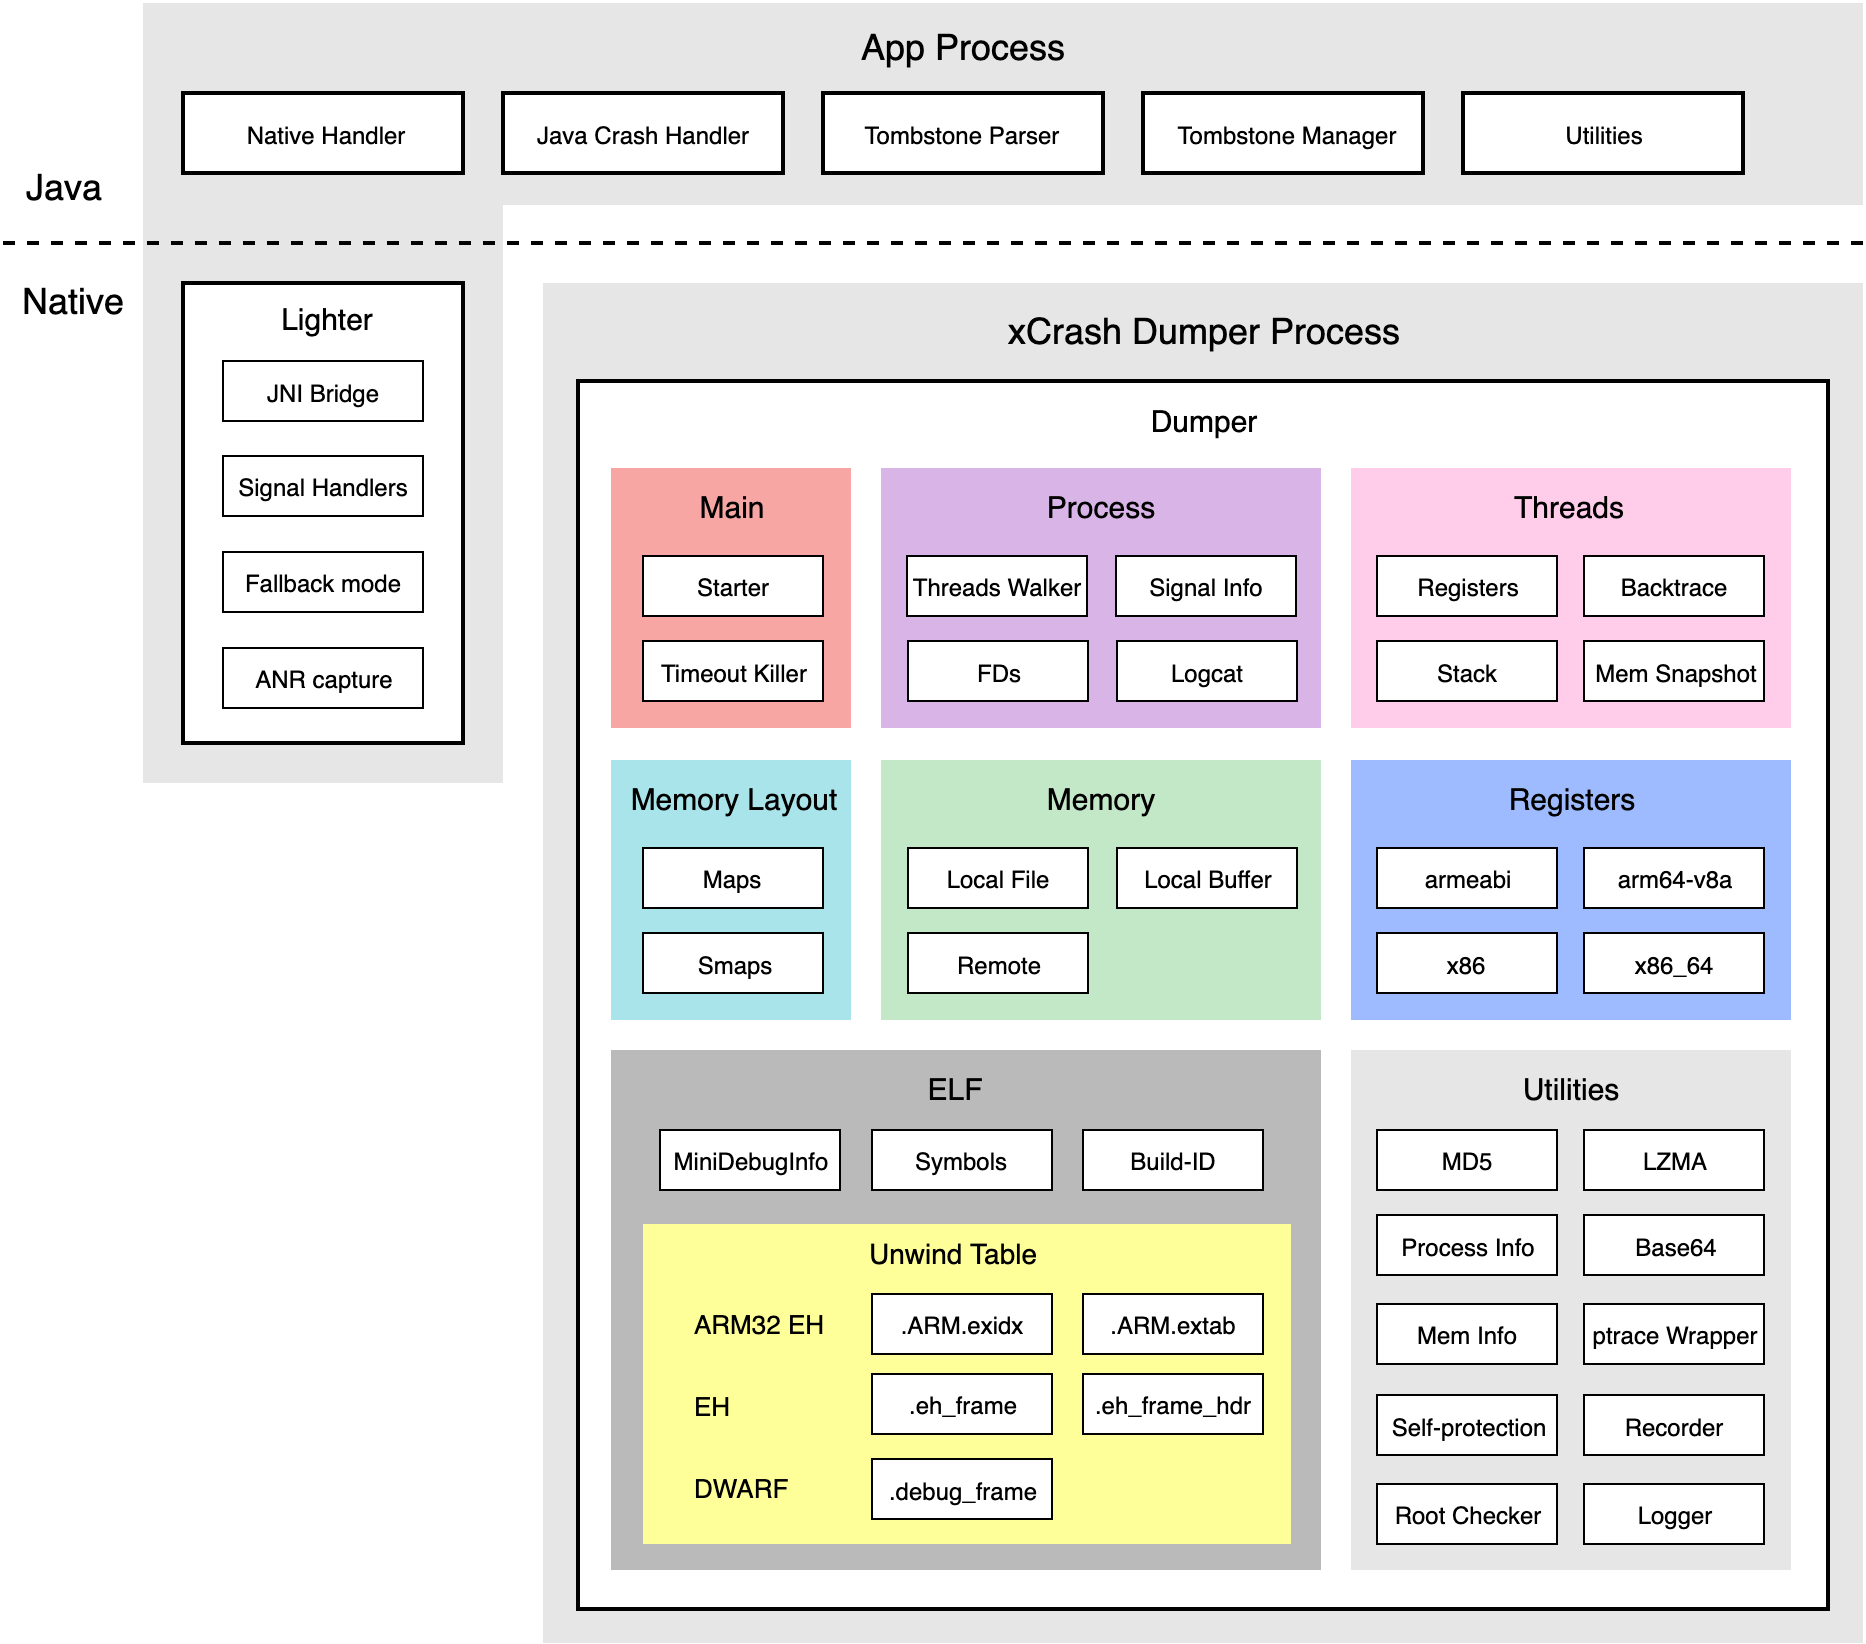 App Process
Native Handler
Java Crash Handler
Tombstone Parser
Tombstone Manager
Utilities
Java
Native
Lighter
JNI Bridge
Signal Handlers
Fallback mode
ANR capture
xCrash Dumper Process
Dumper
Main
Starter
Timeout Killer
Process
Threads Walker
Signal Info
FDs
Logcat
Threads
Registers
Backtrace
Stack
Mem Snapshot
Memory Layout
Maps
Smaps
Memory
Local File
Local Buffer
Remote
Registers
armeabi
arm64-v8a
x86
x86_64
ELF
MiniDebugInfo
Symbols
Build-ID
Unwind Table
ARM32 EH
.ARM.exidx
.ARM.extab
EH
.eh_frame
.eh_frame_hdr
DWARF
.debug_frame
Utilities
MD5
LZMA
Process Info
Base64
Mem Info
ptrace Wrapper
Self-protection
Recorder
Root Checker
Logger